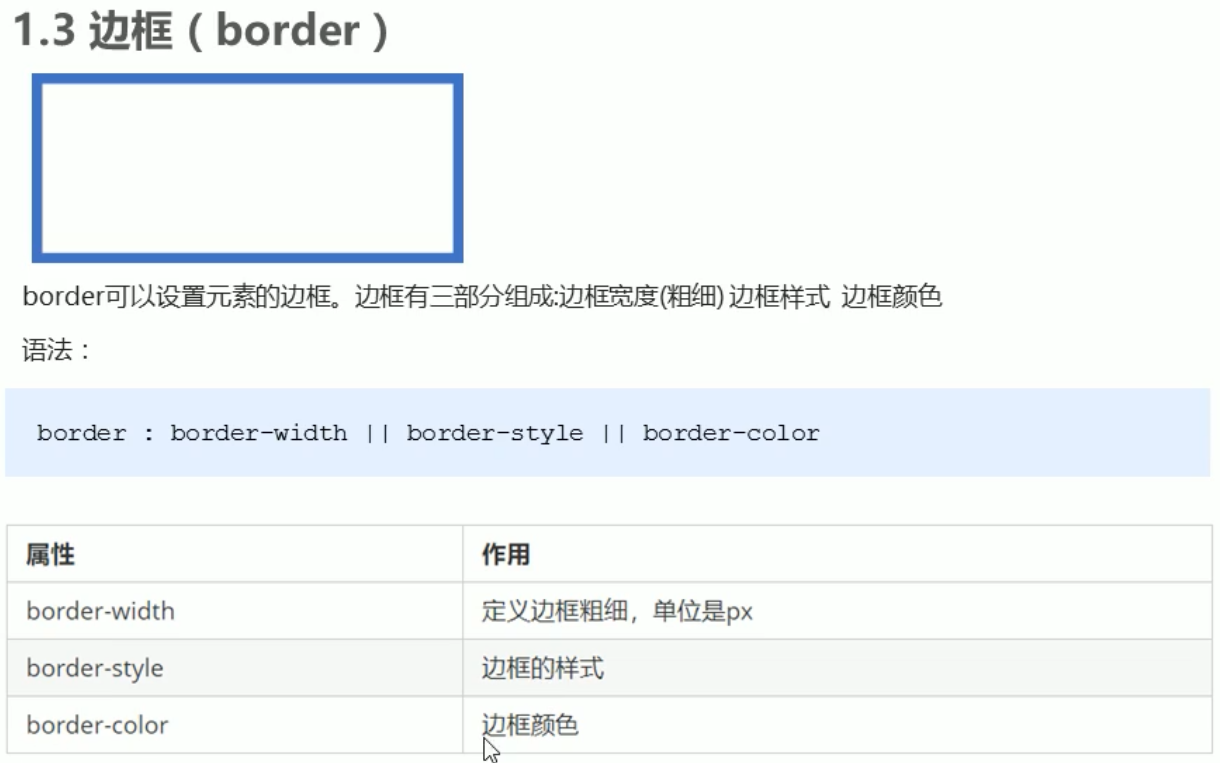 1.3 边框（border）
border可以设置元素的边框。边框有三部分组成:边框宽度(粗细) 边框样式 边框颜色
语法：
border : border-width || border-style || border-color
属性 作用
border-width 定义边框粗细，单位是px
border-style 边框的样式
border-color 边框颜色